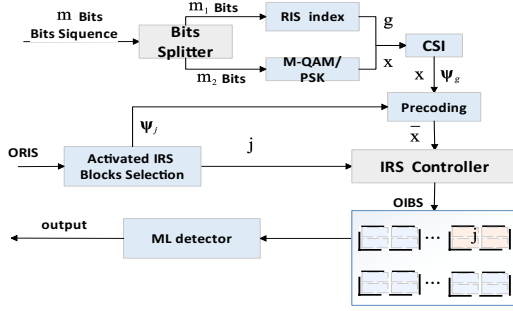 m Bits
Bits Siquence
Bits
Splitter
m1 Bits
m2 Bits
RIS index
M-QAM/
PSK
g
x
CSI
x Ψg
Precoding
x̅
Ψj
ORIS
Activated IRS
Blocks Selection
j
IRS Controller
OIBS
output
ML detector
... j
...